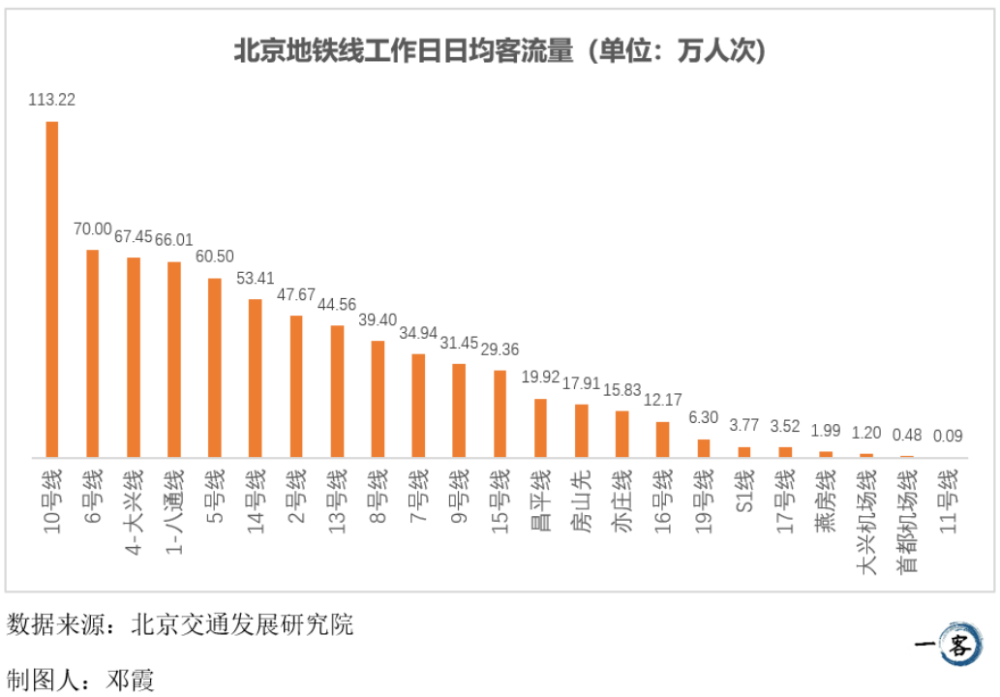 北京地铁线工作日日均客流量（单位：万人次）
113.22
70.00
67.45
66.01
60.50
53.41
47.67
44.56
39.40
34.94
31.45
29.36
19.92
17.91
15.83
12.17
6.30
3.77
3.52
1.99
1.20
0.48
0.09
10号线
6号线
4-大兴线
1-八通线
5号线
14号线
2号线
13号线
8号线
7号线
9号线
15号线
昌平线
房山先
亦庄线
16号线
19号线
S1线
17号线
燕房线
大兴机场线
首都机场线
11号线
数据来源：北京交通发展研究院
一客
制图人：邓霞